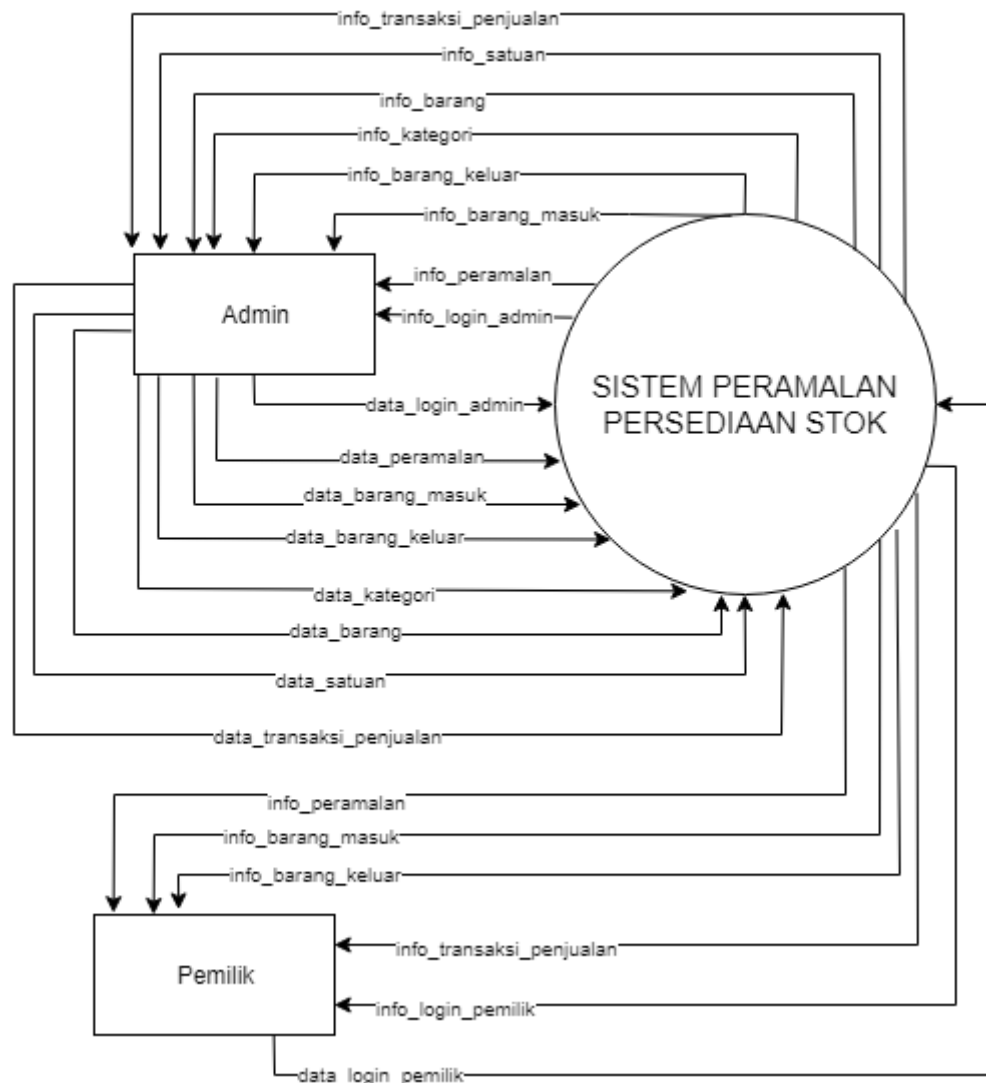 info_transaksi_penjualan
info_satuan
info_barang
info_kategori
info_barang_keluar
info_barang_masuk
info_peramalan
Admin
info_login_admin
SISTEM PERAMALAN
PERSEDIAAN STOK
data_login_admin
data_peramalan
data_barang_masuk
data_barang_keluar
data_kategori
data_barang
data_satuan
data_transaksi_penjualan
info_peramalan
info_barang_masuk
info_barang_keluar
info_transaksi_penjualan
Pemilik
info_login_pemilik
data_login_pemilik